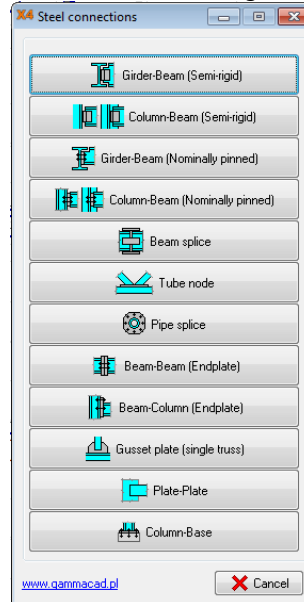 X4 Steel connections
Girder-Beam (Semi-rigid)
Column-Beam (Semi-rigid)
Girder-Beam (Nominally pinned)
Column-Beam (Nominally pinned)
Beam splice
Tube node
Pipe splice
Beam-Beam (Endplate)
Beam-Column (Endplate)
Gusset plate (single truss)
Plate-Plate
Column-Base
www.gammacad.pl
Cancel